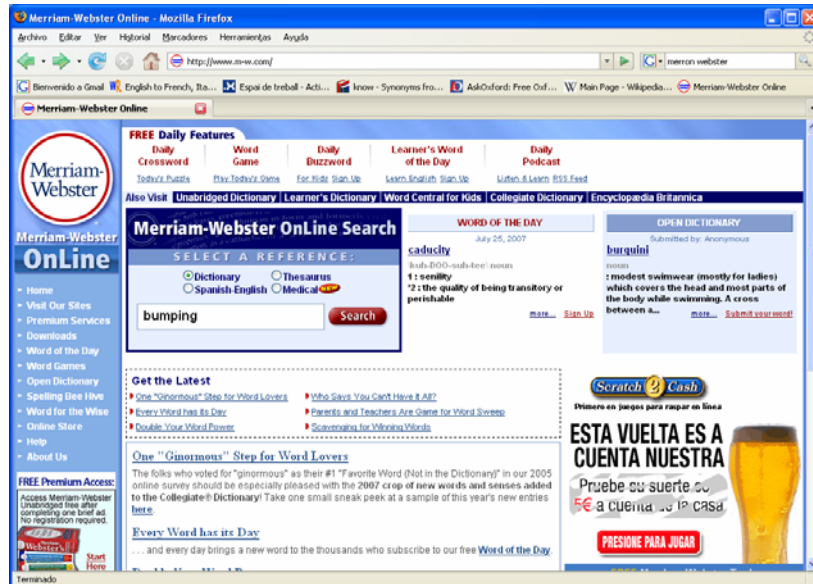 Merriam-Webster Online - Mozilla Firefox
Archivo Editar Ver Historial Marcadores Herramientas Ayuda
http://www.m-w.com/
merron webster
Bienvenido a Gmail English to French, Ita... Espai de treball - Acti... know - Synonyms fro... AskOxford: Free Oxf... Main Page - Wikipedia... Merriam-Webster Online
Merriam-Webster Online
Merriam-
Webster
Merriam-Webster
OnLine
Home
Visit Our Sites
Premium Services
Downloads
Word of the Day
Word Games
Open Dictionary
Spelling Bee Hive
Word for the Wise
Online Store
Help
About Us
FREE Premium Access:
Access Merriam-Webster
Unabridged free after
completing one brief ad.
No registration required.
Webster's
Start
Here
FREE Daily Features
Daily Crossword
Today's Puzzle
Word Game
Play Today's Game
Daily Buzzword
For Kids Sign Up
Learner's Word of the Day
Learn English Sign Up
Daily Podcast
Listen & Learn RSS Feed
Also Visit Unabridged Dictionary Learner's Dictionary Word Central for Kids Collegiate Dictionary Encyclopædia Britannica
Merriam-Webster OnLine Search
SELECT A REFERENCE:
Dictionary Thesaurus
Spanish-English Medical
bumping
Search
WORD OF THE DAY
July 25, 2007
caducity
\kuh-DOO-suh-tee\ noun
1 : senility
*2 : the quality of being transitory or
perishable
more... Sign Up
OPEN DICTIONARY
Submitted by: Anonymous
burquini
noun
: modest swimwear (mostly for ladies)
which covers the head and most parts of
the body while swimming. A cross
between a...
more... Submit your word!
Get the Latest
One "Ginormous" Step for Word Lovers
Every Word has its Day
Double Your Word Power
Who Says You Can't Have it All?
Parents and Teachers Are Game for Word Sweep
Scavenging for Winning Words
One "Ginormous" Step for Word Lovers
The folks who voted for "ginormous" as their #1 "Favorite Word (Not in the Dictionary)" in our 2005
online survey should be especially pleased with the 2007 crop of new words and senses added
to the Collegiate® Dictionary! Take one small sneak peek at a sample of this year's new entries
here.
Every Word has its Day
. . . and every day brings a new word to the thousands who subscribe to our free Word of the Day.
Scratch 2 Cash
Primero en juegos para raspar en línea
ESTA VUELTA ES A
CUENTA NUESTRA
Pruebe su suerte
5€ a cuenta de la casa
PRESIONE PARA JUGAR
Terminado